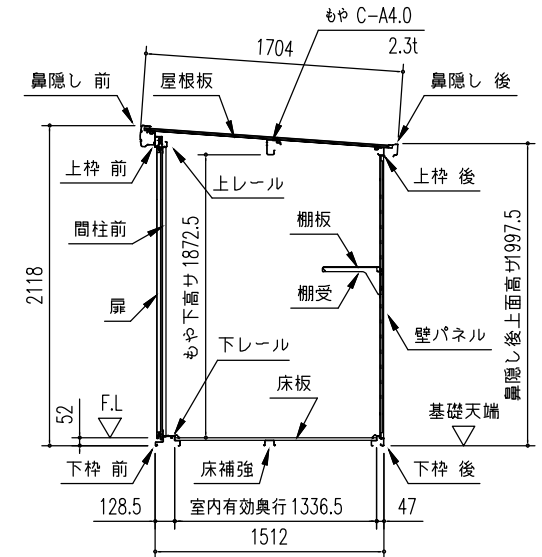 もや C-A4.0
1704
2.3t
鼻隠し 前
屋根板
鼻隠し 後
上枠 前
上レール
上枠 後
間柱前
もや下高サ1872.5
棚板
棚受
2118
扉
鼻隠し後上面高サ1997.5
壁パネル
下レール
床板
52
F.L
基礎天端
下枠 前
床補強
下枠 後
128.5
室内有効奥行1336.5
47
1512